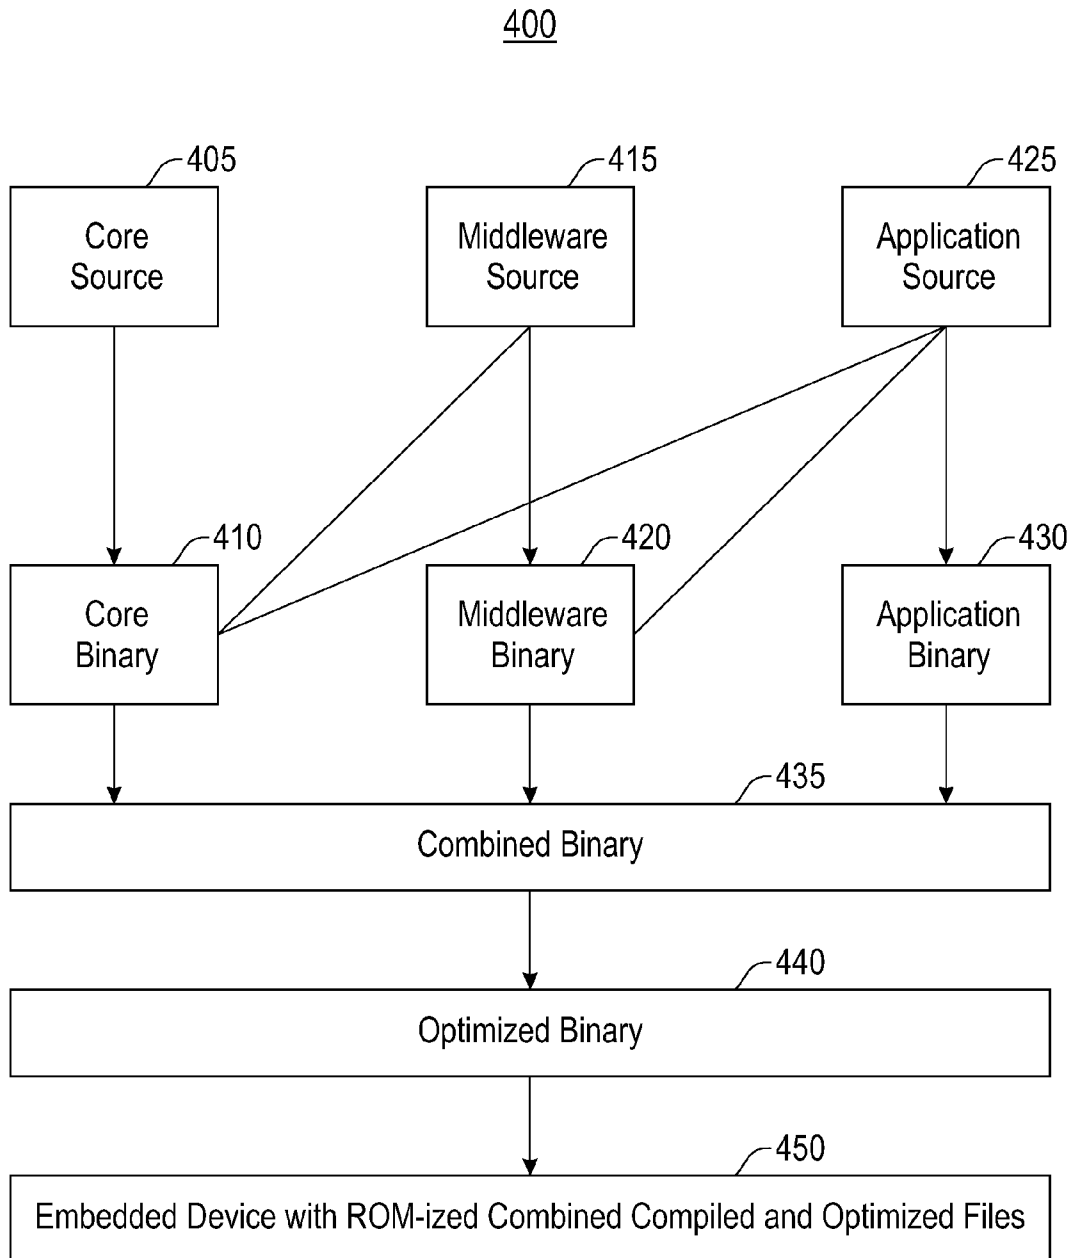 400
405
415
425
Core
Source
Middleware
Source
Application
Source
410
420
430
Core
Binary
Middleware
Binary
Application
Binary
435
Combined Binary
440
Optimized Binary
450
Embedded Device with ROM-ized Combined Compiled and Optimized Files